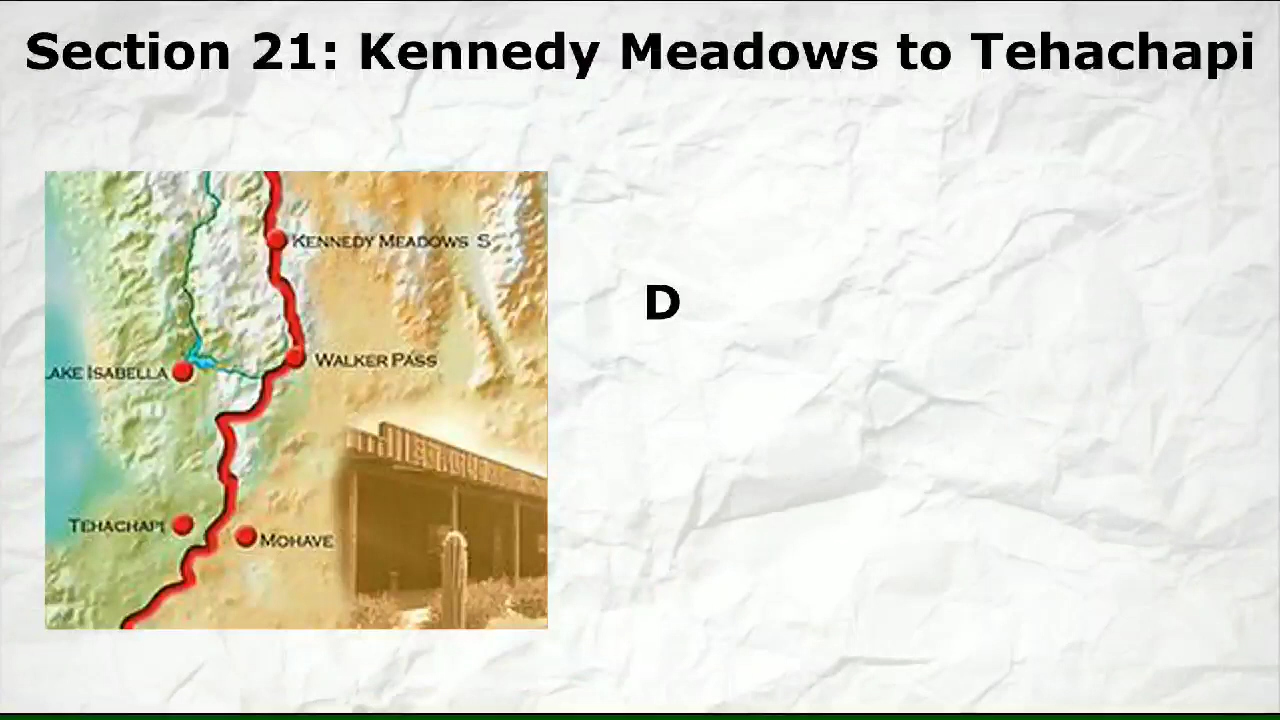 Section 21: Kennedy Meadows to Tehachapi
KENNEDY MEADOWS S
D
WALKER PASS
LAKE ISABELLA
TEHACHAPI
MOHAVE